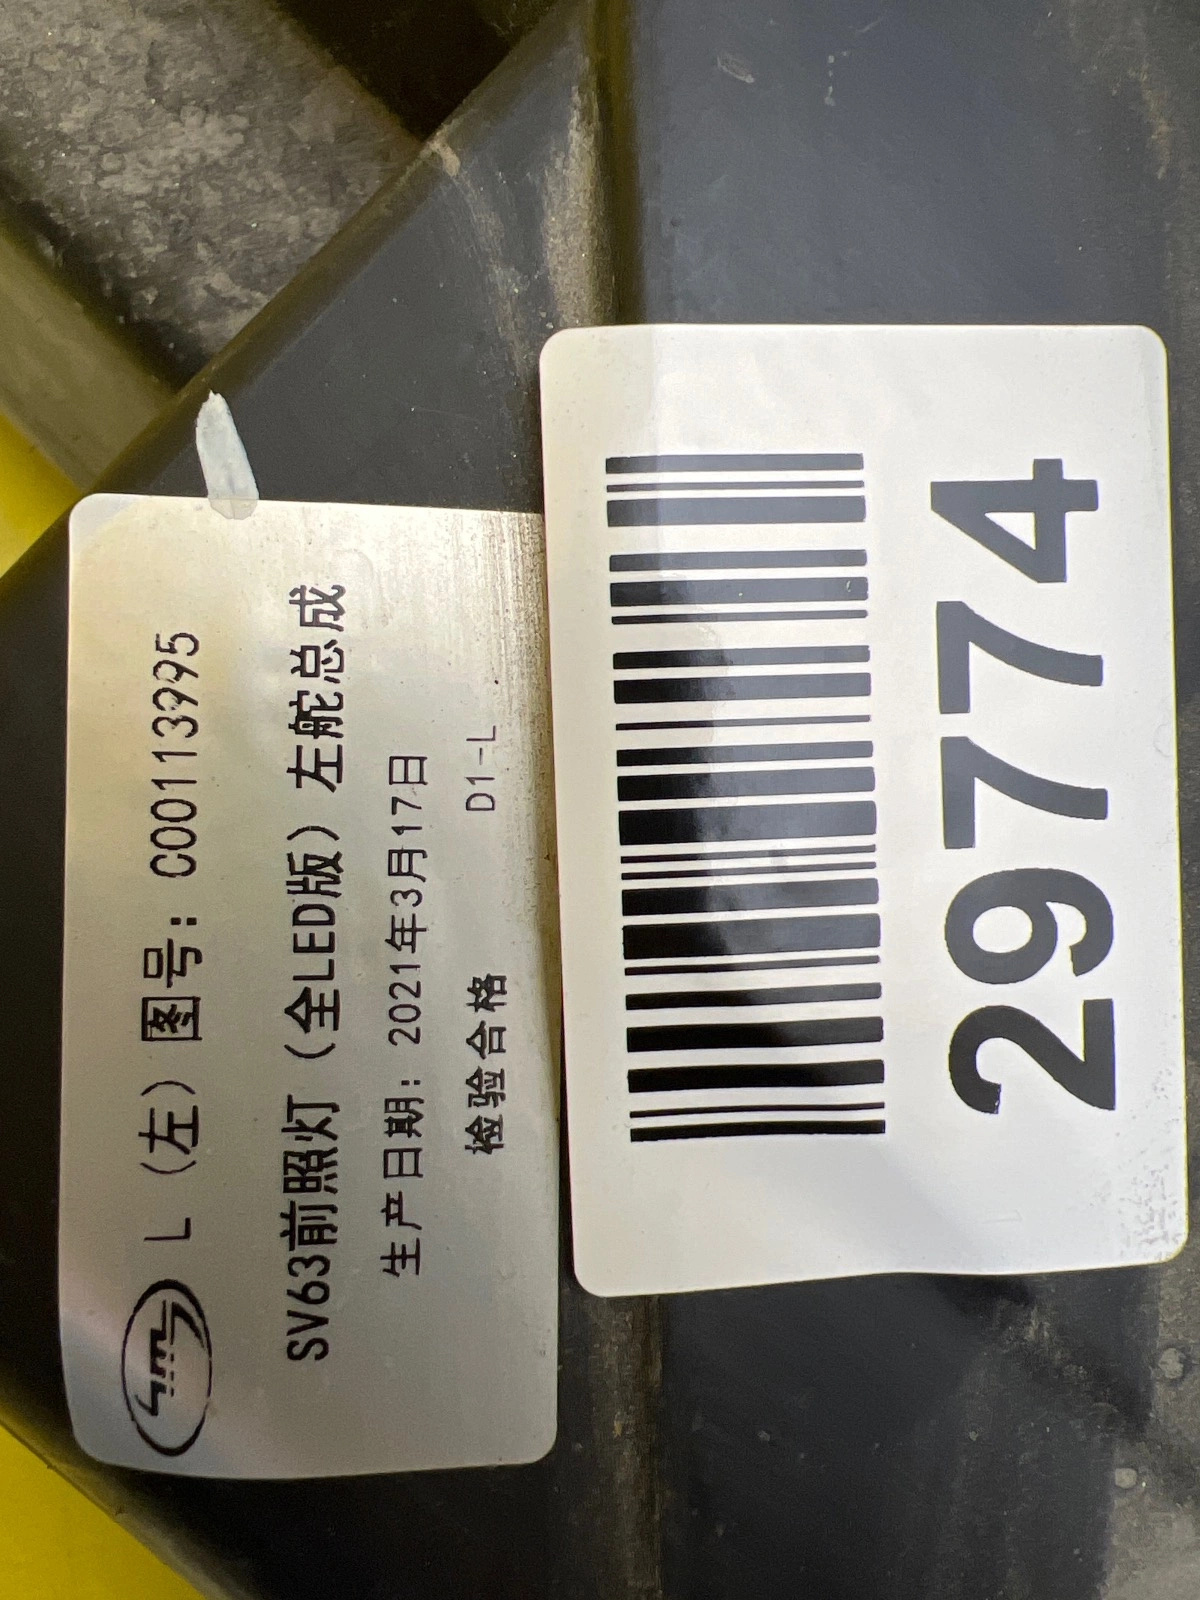 L（左）图号：C00113995
SV63前照灯（全LED版）左舵总成
生产日期：2021年3月17日
检验合格 D1-L
29774